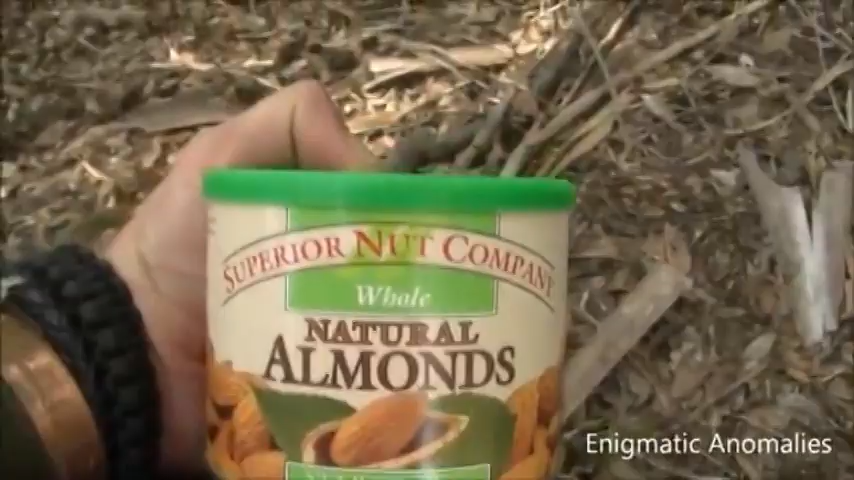 SUPERIOR NUT COMPANY
Whole
NATURAL
ALMONDS
Enigmatic Anomalies